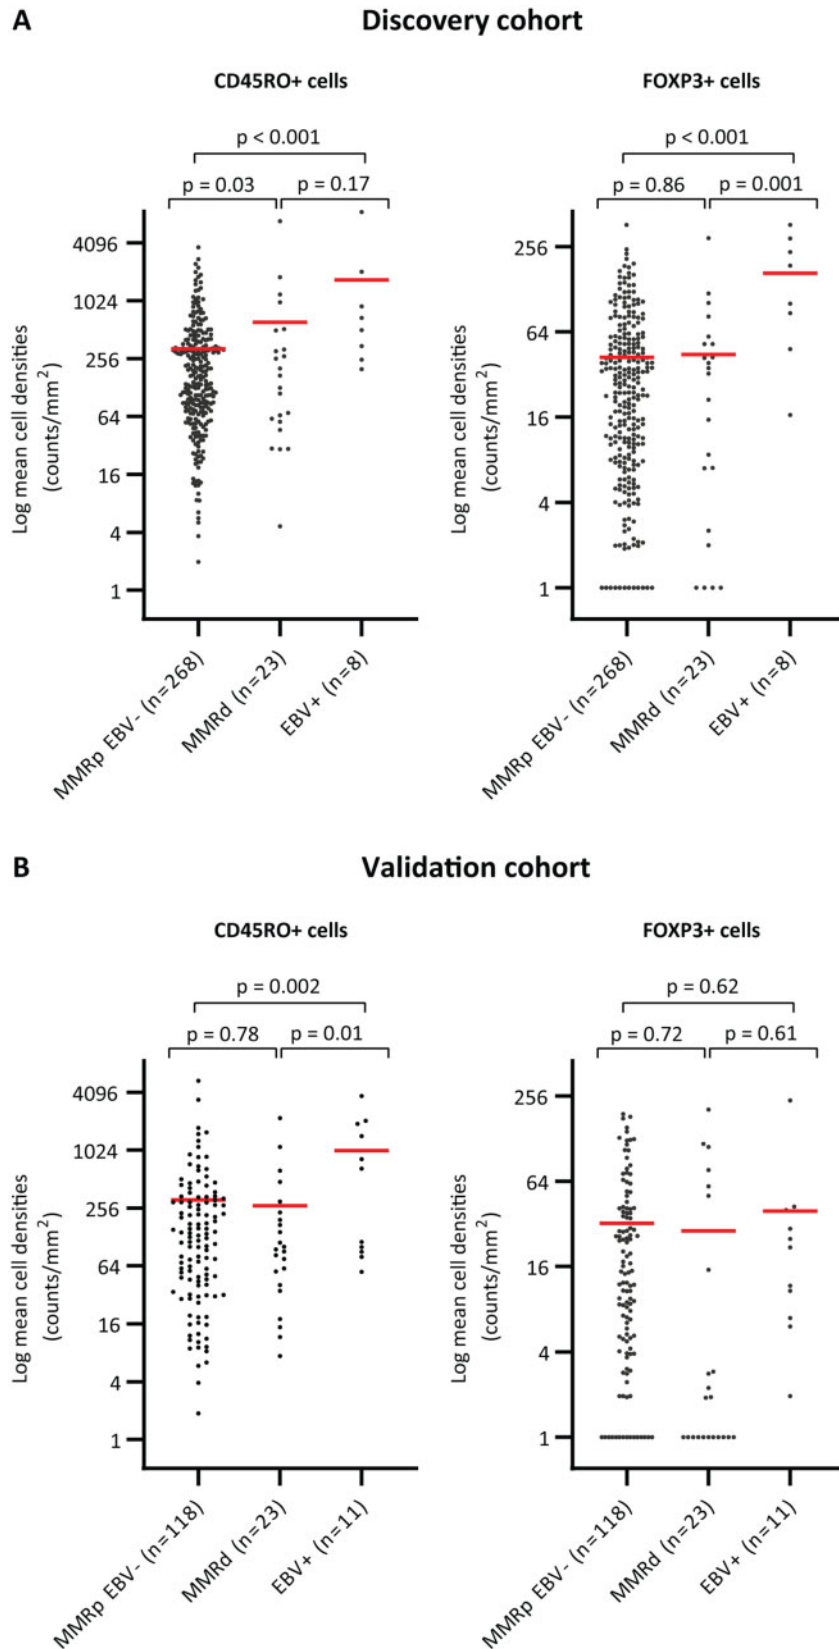 A
Discovery cohort
CD45RO+ cells
p < 0.001
p = 0.03
p = 0.17
Log mean cell densities
(counts/mm²)
4096
1024
256
64
16
4
1
MMRp EBV- (n=268)
MMRd (n=23)
EBV+ (n=8)
FOXP3+ cells
p < 0.001
p = 0.86
p = 0.001
Log mean cell densities
(counts/mm²)
256
64
16
4
1
MMRp EBV- (n=268)
MMRd (n=23)
EBV+ (n=8)
B
Validation cohort
CD45RO+ cells
p = 0.002
p = 0.78
p = 0.01
Log mean cell densities
(counts/mm²)
4096
1024
256
64
16
4
1
MMRp EBV- (n=118)
MMRd (n=23)
EBV+ (n=11)
FOXP3+ cells
p = 0.62
p = 0.72
p = 0.61
Log mean cell densities
(counts/mm²)
256
64
16
4
1
MMRp EBV- (n=118)
MMRd (n=23)
EBV+ (n=11)